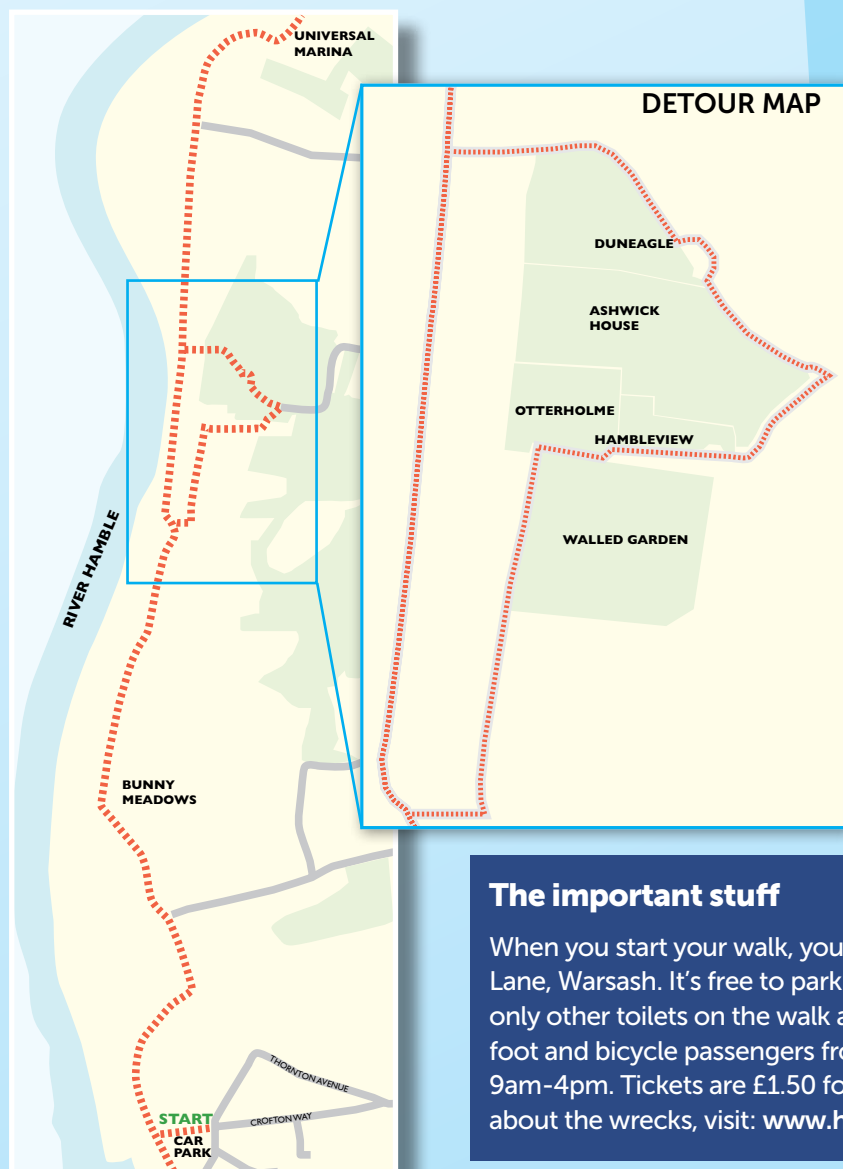 UNIVERSAL
MARINA
DETOUR MAP
DUNEAGLE
ASHWICK
HOUSE
OTTERHOLME
HAMBLEVIEW
WALLED GARDEN
RIVER HAMBLE
BUNNY
MEADOWS
THORNTON AVENUE
CROFTON WAY
START
CAR
PARK
The important stuff
When you start your walk, you
Lane, Warsash. It’s free to park
only other toilets on the walk a
foot and bicycle passengers fro
9am-4pm. Tickets are £1.50 fo
about the wrecks, visit: www.h